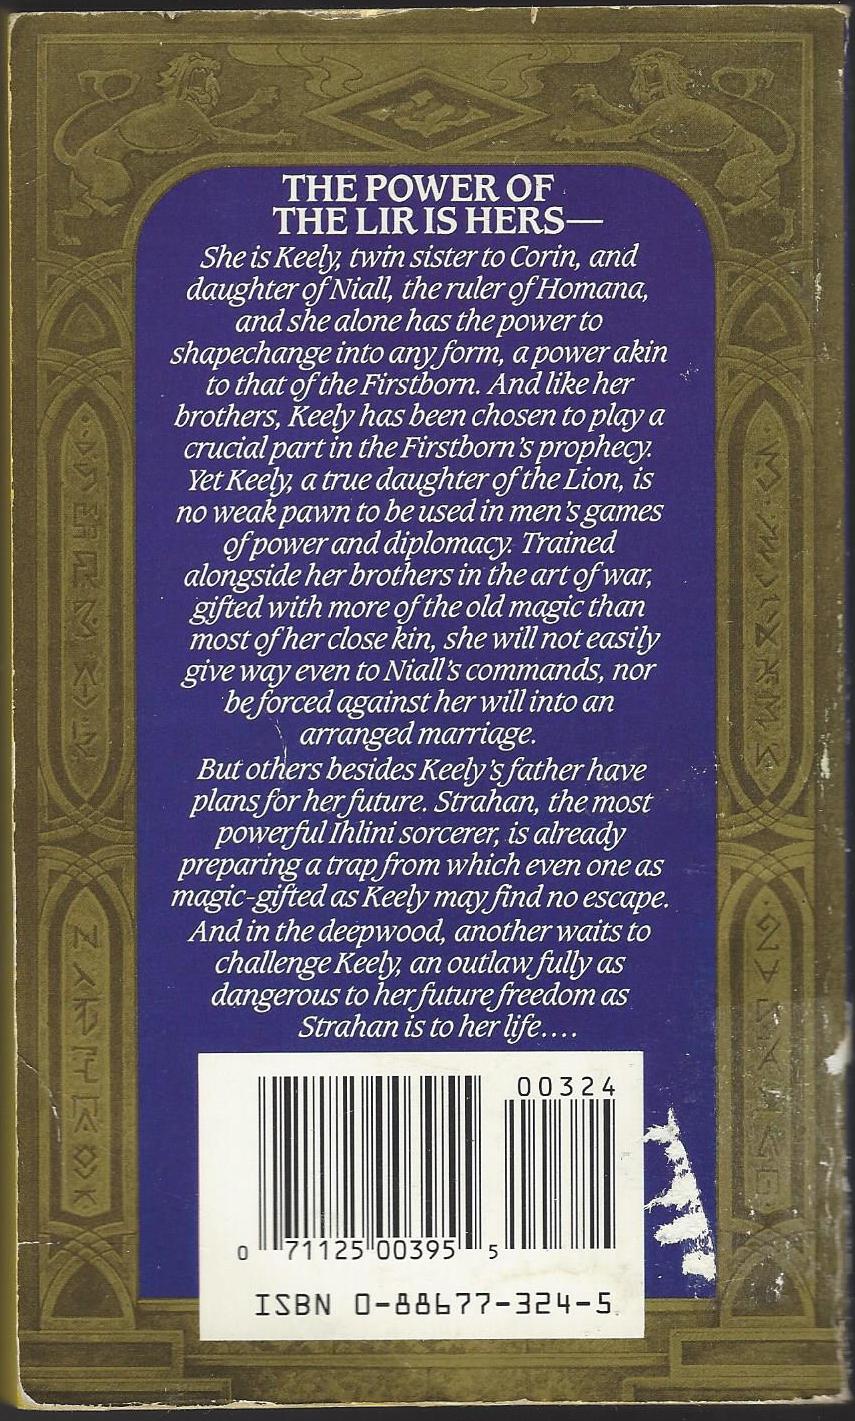 THE POWER OF
THE LIR IS HERS—
She is Keely, twin sister to Corin, and
daughter of Niall, the ruler of Homana,
and she alone has the power to
shapechange into any form, a power akin
to that of the Firstborn. And like her
brothers, Keely has been chosen to play a
crucial part in the Firstborn's prophecy.
Yet Keely, a true daughter of the Lion, is
no weak pawn to be used in men's games
of power and diplomacy. Trained
alongside her brothers in the art of war,
gifted with more of the old magic than
most of her close kin, she will not easily
give way even to Niall's commands, nor
be forced against her will into an
arranged marriage.
But others besides Keely's father have
plans for her future. Strahan, the most
powerful Ihlini sorcerer, is already
preparing a trap from which even one as
magic-gifted as Keely may find no escape.
And in the deepwood, another waits to
challenge Keely, an outlaw fully as
dangerous to her future freedom as
Strahan is to her life....
00324
0 71125 00395 5
ISBN 0-88677-324-5